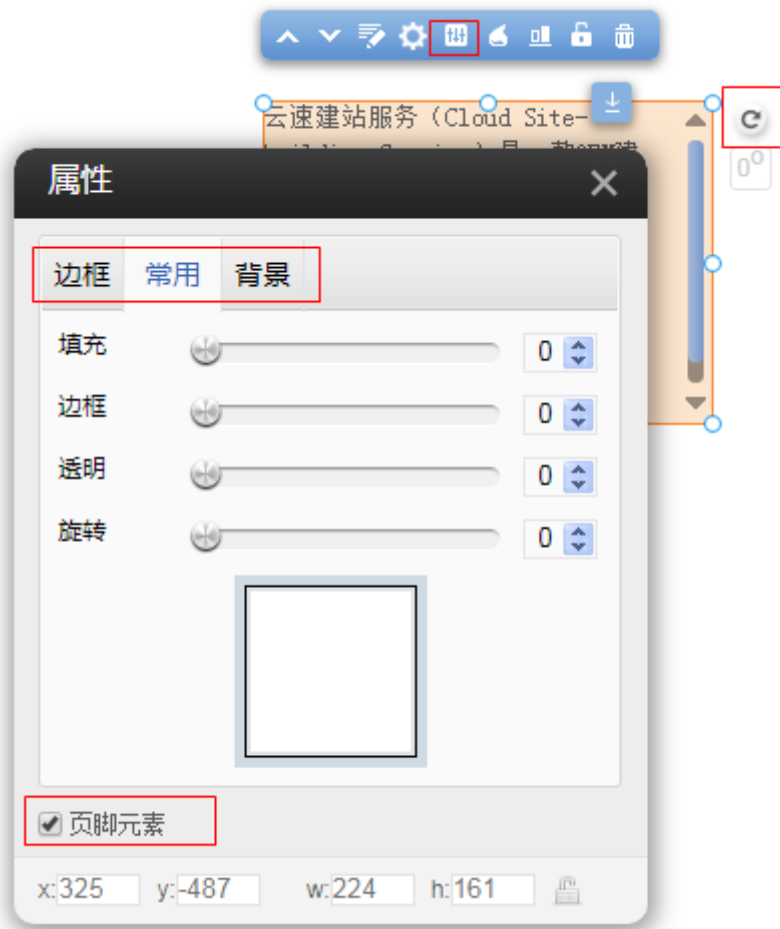 云速建站服务（Cloud Site-
0°
属性
边框 常用 背景
填充 0
边框 0
透明 0
旋转 0
页脚元素
x:325 y:-487 w:224 h:161